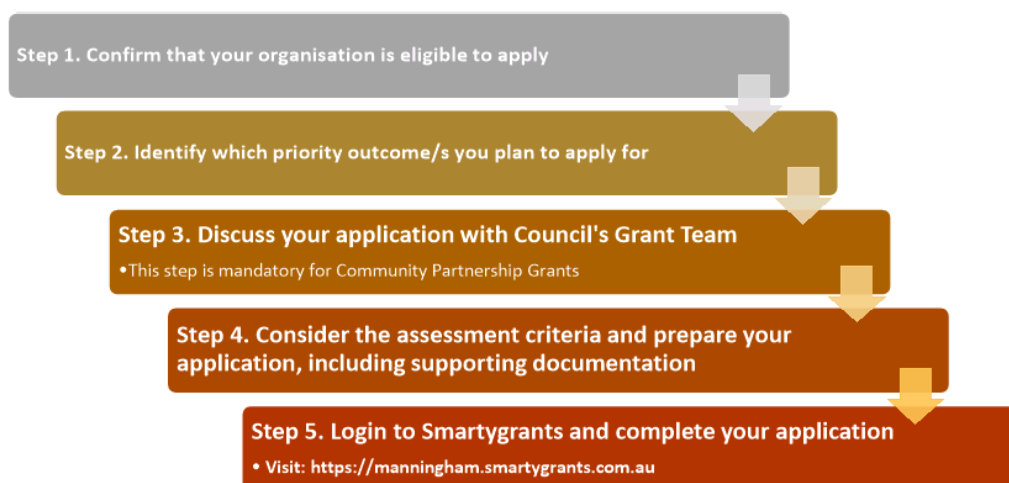 Step 1. Confirm that your organisation is eligible to apply
Step 2. Identify which priority outcome/s you plan to apply for
Step 3. Discuss your application with Council's Grant Team
•This step is mandatory for Community Partnership Grants
Step 4. Consider the assessment criteria and prepare your
application, including supporting documentation
Step 5. Login to Smartygrants and complete your application
• Visit: https://manningham.smartygrants.com.au